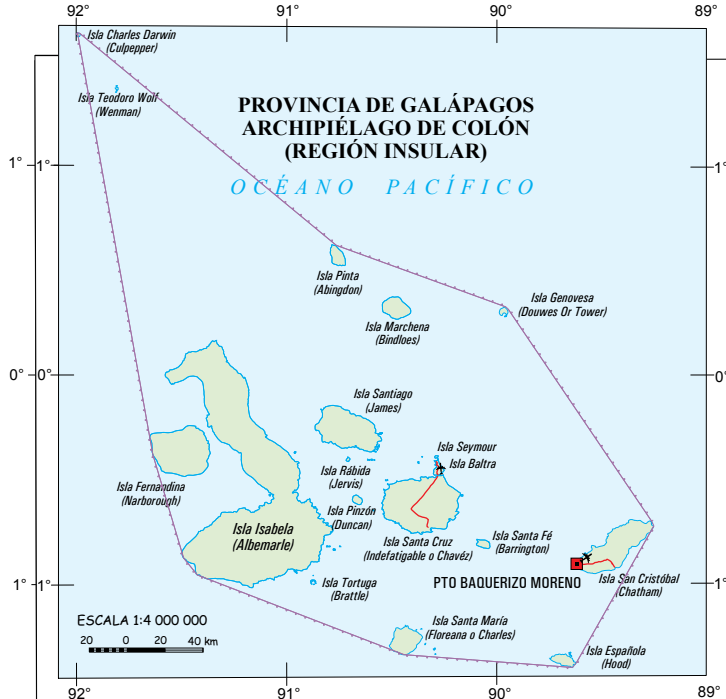 92°
91°
90°
89°
Isla Charles Darwin
(Culpepper)
Isla Teodoro Wolf
(Wenman)
PROVINCIA DE GALÁPAGOS
ARCHIPIÉLAGO DE COLÓN
(REGIÓN INSULAR)
OCÉANO PACÍFICO
1° 1°
1°
Isla Pinta
(Abingdon)
Isla Genovesa
(Douwes Or Tower)
Isla Marchena
(Bindloes)
0° 0°
0°
Isla Santiago
(James)
Isla Seymour
Isla Baltra
Isla Rábida
(Jervis)
Isla Fernandina
(Narborough)
Isla Pinzón
(Duncan)
Isla Isabela
(Albemarle)
Isla Santa Cruz
(Indefatigable o Chavéz)
Isla Santa Fé
(Barrington)
1° 1°
1°
Isla Tortuga
(Brattle)
PTO BAQUERIZO MORENO
Isla San Cristóbal
(Chatham)
ESCALA 1:4 000 000
20 0 20 40 km
Isla Santa María
(Floreana o Charles)
Isla Española
(Hood)
92°
91°
90°
89°